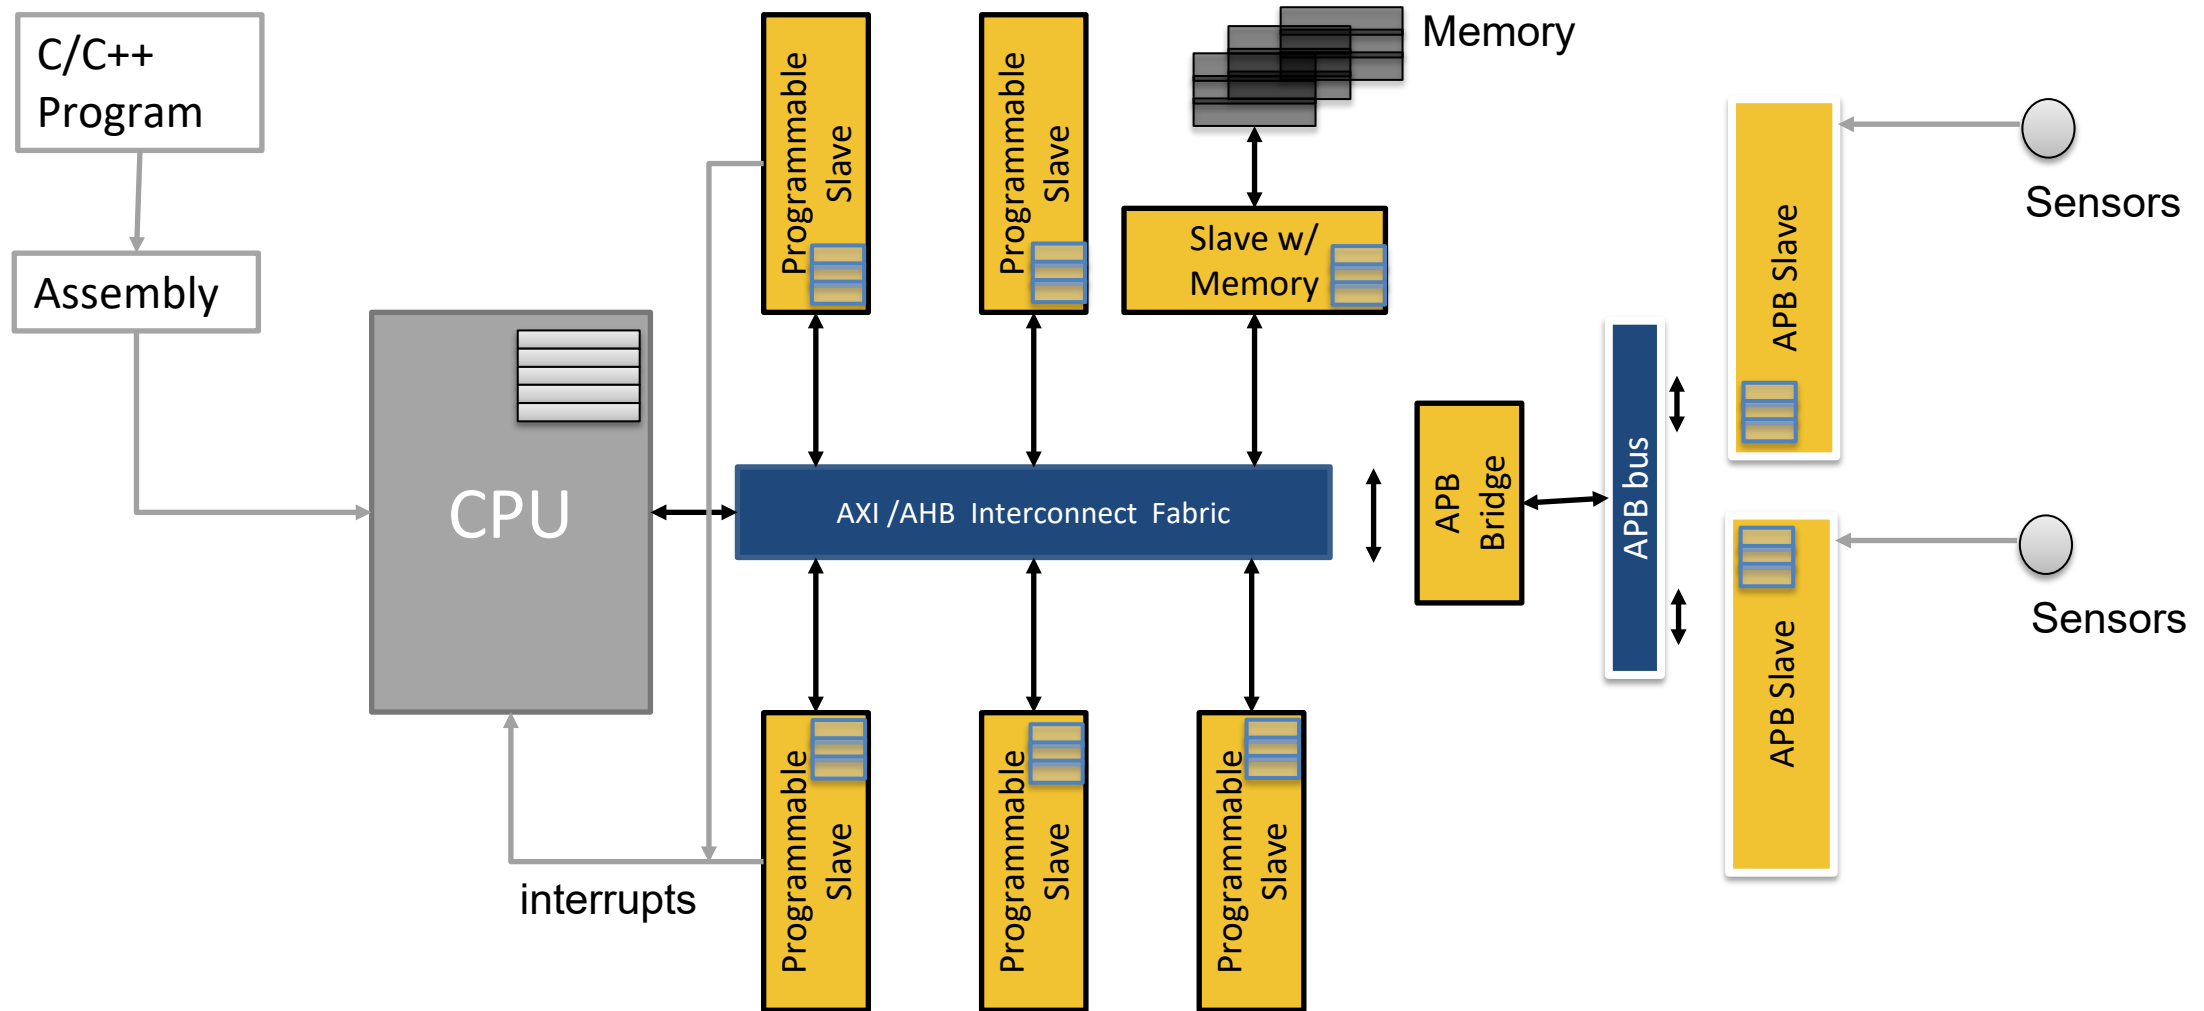 C/C++
Program
Assembly
CPU
Programmable
Slave
Programmable
Slave
Memory
Slave w/
Memory
AXI /AHB  Interconnect  Fabric
APB
Bridge
APB bus
APB Slave
Sensors
APB Slave
Sensors
interrupts
Programmable
Slave
Programmable
Slave
Programmable
Slave